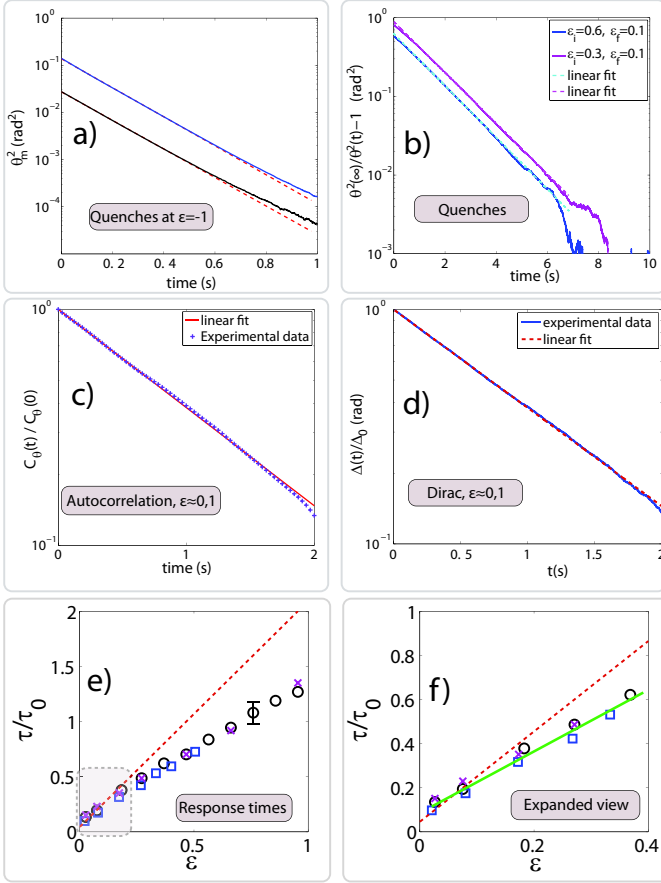 10⁰
10⁻¹
10⁻²
10⁻³
10⁻⁴
θ²ₘ (rad²)
a)
Quenches at ε=-1
0 0. 2 0.4 0.6 0.8 1
time (s)
10⁰
10⁻¹
10⁻²
10⁻³
θ²(∞)/θ²(t)−1 (rad²)
εᵢ=0.6, ε_f=0.1
εᵢ=0.3, ε_f=0.1
linear fit
linear fit
b)
Quenches
0 2 4 6 8 10
time (s)
10⁰
10⁻¹
C_θ(t) / C_θ(0)
linear fit
Experimental data
c)
Autocorrelation, ε≈0,1
0 1 2
time (s)
10⁰
10⁻¹
Δ(t)/Δ₀ (rad)
experimental data
linear fit
d)
Dirac, ε≈0,1
0 0. 5 1 1.5 2
t(s)
2
1.5
1
0.5
0
τ/τ₀
e)
Response times
0 0.5 1
ε
1
0.8
0.6
0.4
0.2
0
τ/τ₀
f)
Expanded view
0 0.2 0.4
ε